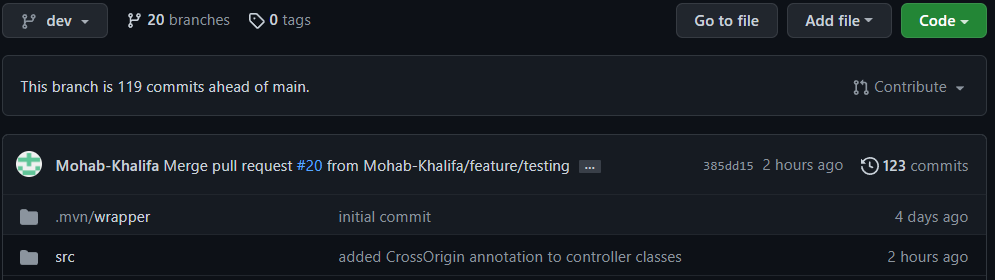 dev 20 branches 0 tags Go to file Add file Code
This branch is 119 commits ahead of main. Contribute
Mohab-Khalifa Merge pull request #20 from Mohab-Khalifa/feature/testing ... 385dd15 2 hours ago 123 commits
.mvn/wrapper initial commit 4 days ago
src added CrossOrigin annotation to controller classes 2 hours ago